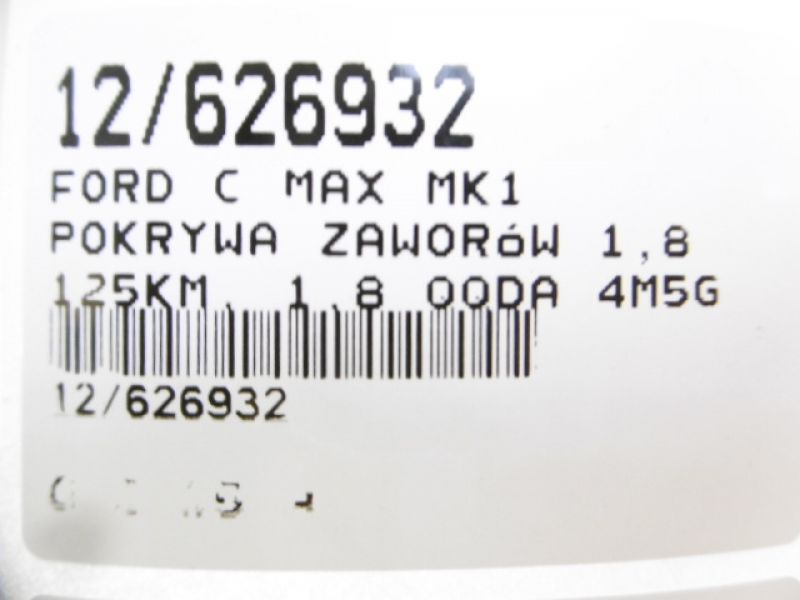 12/626932
FORD C MAX MK1
POKRYWA ZAWORÓW 1,8
125KM, 1,8 QQDA 4M5G
12/626932